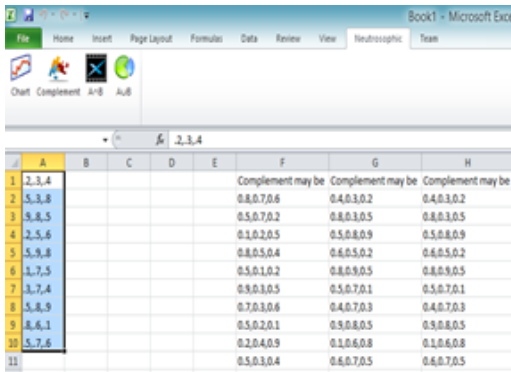 Book1 - Microsoft Exce
File Home Insert Page Layout Formulas Data Review View Neutrosophic Team
Chart Complement A^B AuB
fx .2,.3,.4
A B C D E F G H
1 .2,.3,.4 Complement may be Complement may be Complement may be
2 .5,.3,.8 0.8,0.7,0.6 0.4,0.3,0.2 0.4,0.3,0.2
3 .9,.8,.5 0.5,0.7,0.2 0.8,0.3,0.5 0.8,0.3,0.5
4 .2,.5,.6 0.1,0.2,0.5 0.5,0.8,0.9 0.5,0.8,0.9
5 .5,.9,.8 0.8,0.5,0.4 0.6,0.5,0.2 0.6,0.5,0.2
6 .1,.7,.5 0.5,0.1,0.2 0.8,0.9,0.5 0.8,0.9,0.5
7 .3,.7,.4 0.9,0.3,0.5 0.5,0.7,0.1 0.5,0.7,0.1
8 .5,.8,.9 0.7,0.3,0.6 0.4,0.7,0.3 0.4,0.7,0.3
9 .8,.6,.1 0.5,0.2,0.1 0.9,0.8,0.5 0.9,0.8,0.5
10 .5,.7,.6 0.2,0.4,0.9 0.1,0.6,0.8 0.1,0.6,0.8
11 0.5,0.3,0.4 0.6,0.7,0.5 0.6,0.7,0.5